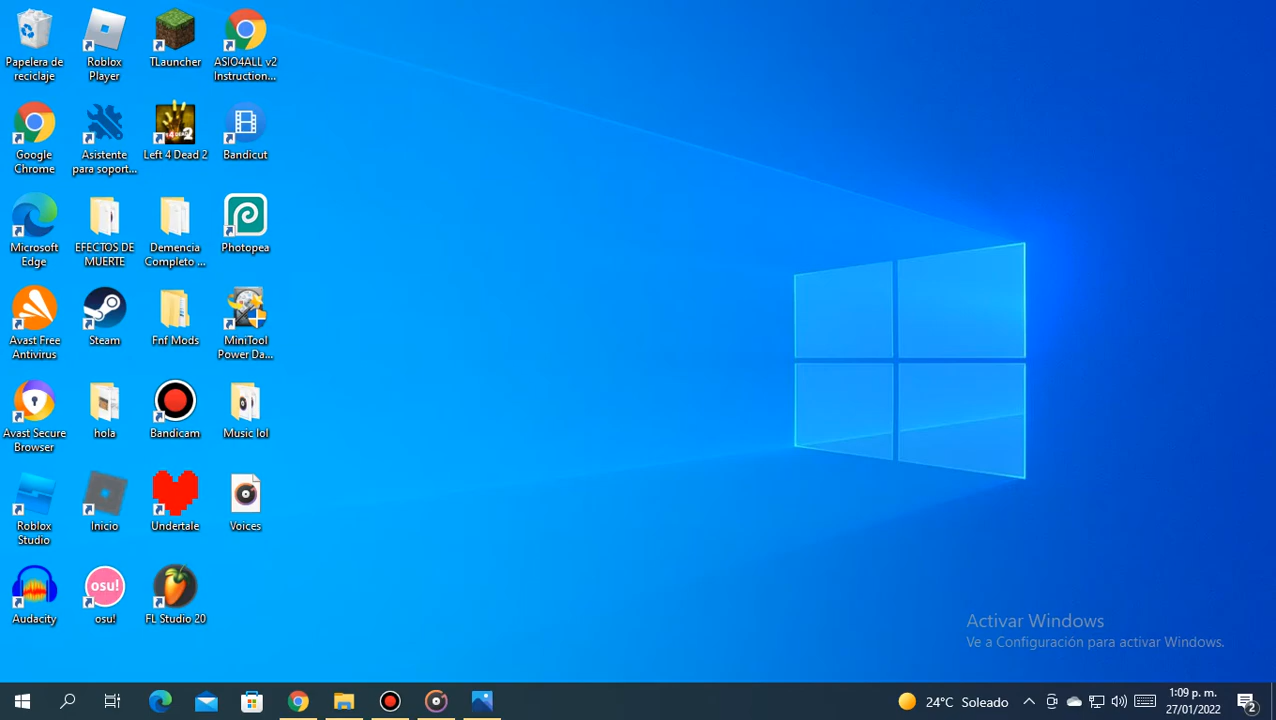 Papelera de
reciclaje
Roblox
Player
TLauncher
ASIO4ALL v2
Instruction...
Google
Chrome
Asistente
para soport...
Left 4 Dead 2
Bandicut
Microsoft
Edge
EFECTOS DE
MUERTE
Demencia
Completo ...
Photopea
Avast Free
Antivirus
Steam
Fnf Mods
MiniTool
Power Da...
Avast Secure
Browser
hola
Bandicam
Music lol
Roblox
Studio
Inicio
Undertale
Voices
Audacity
osu!
osu!
FL Studio 20
Activar Windows
Ve a Configuración para activar Windows.
24°C Soleado
1:09 p. m.
27/01/2022
2